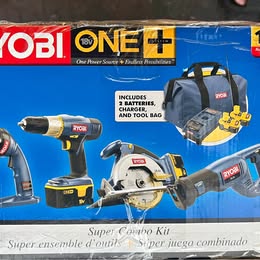 RYOBI ONE+
18V
One Power Source + Endless Possibilities
INCLUDES
2 BATTERIES,
CHARGER,
AND TOOL BAG
RYOBI
RYOBI
RYOBI
ONE+
Super Combo Kit
Super ensemble d'outils + Super juego combinado